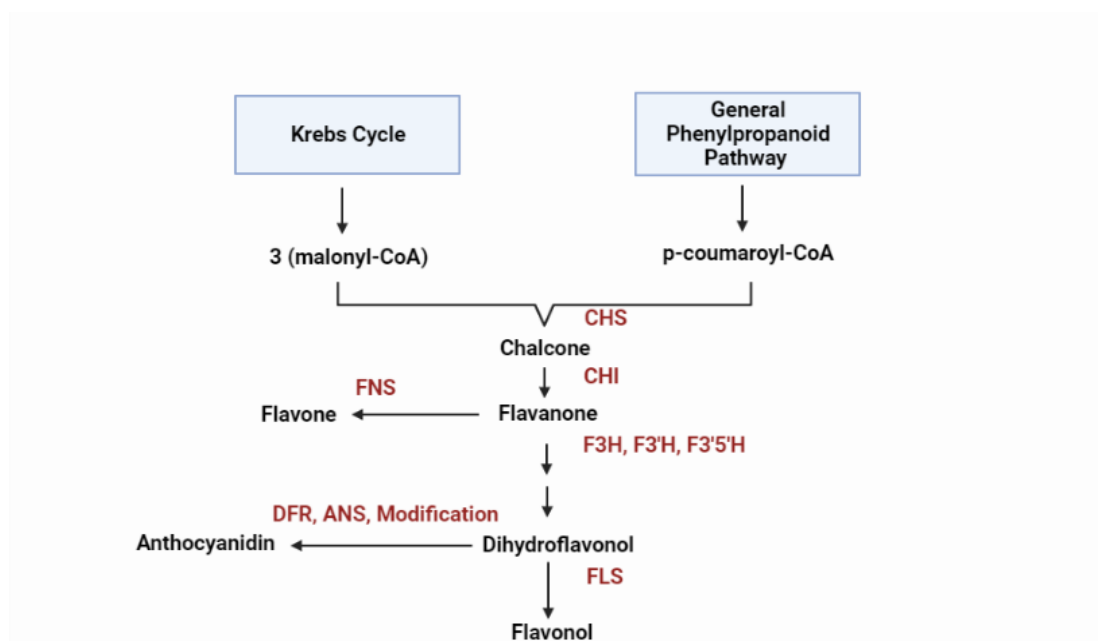 Krebs Cycle
General
Phenylpropanoid
Pathway
3 (malonyl-CoA)
p-coumaroyl-CoA
CHS
Chalcone
CHI
FNS
Flavone
Flavanone
F3H, F3'H, F3'5'H
DFR, ANS, Modification
Anthocyanidin
Dihydroflavonol
FLS
Flavonol